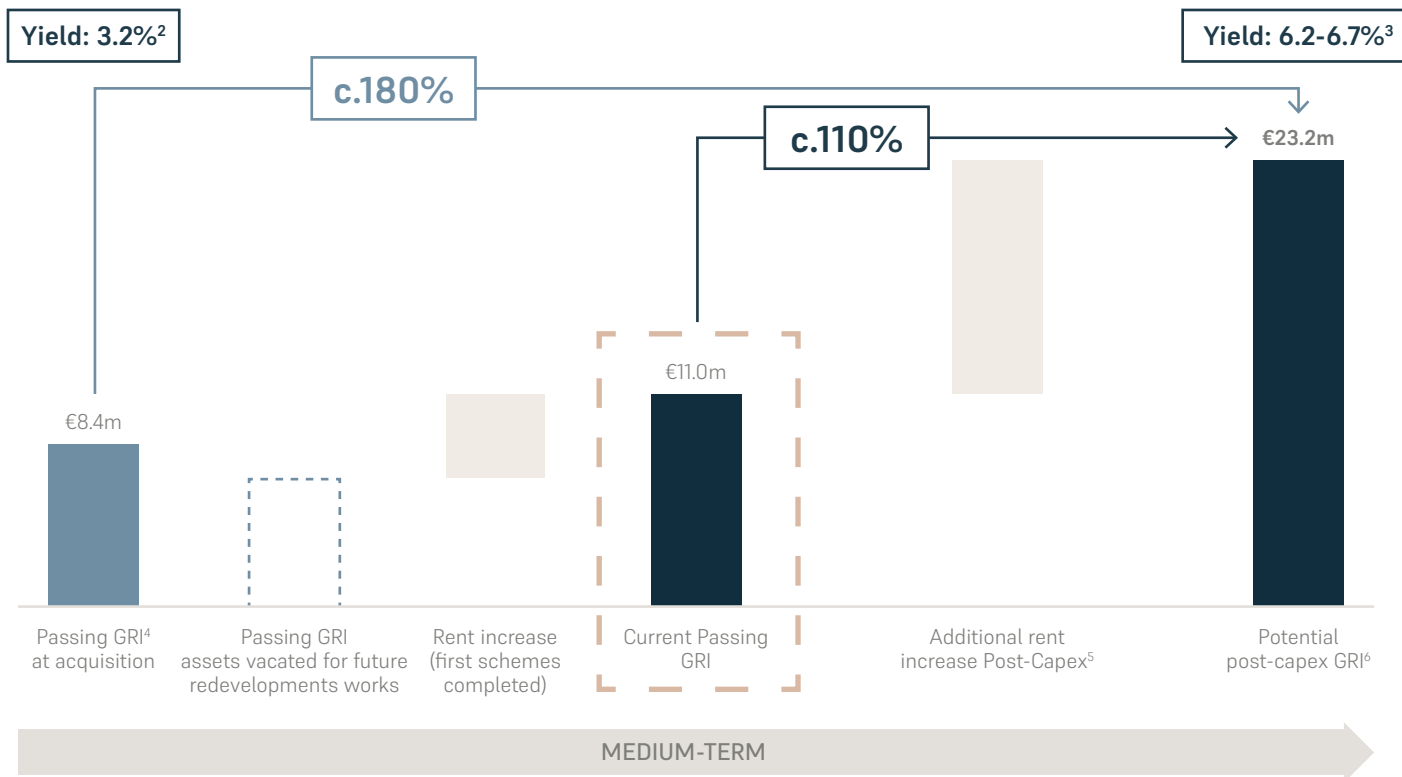 Yield: 3.2%²
Yield: 6.2-6.7%³
c.180%
c.110%
€23.2m
€11.0m
€8.4m
Passing GRI⁴
at acquisition
Passing GRI
assets vacated for future
redevelopments works
Rent increase
(first schemes
completed)
Current Passing
GRI
Additional rent
increase Post-Capex⁵
Potential
post-capex GRI⁶
MEDIUM-TERM